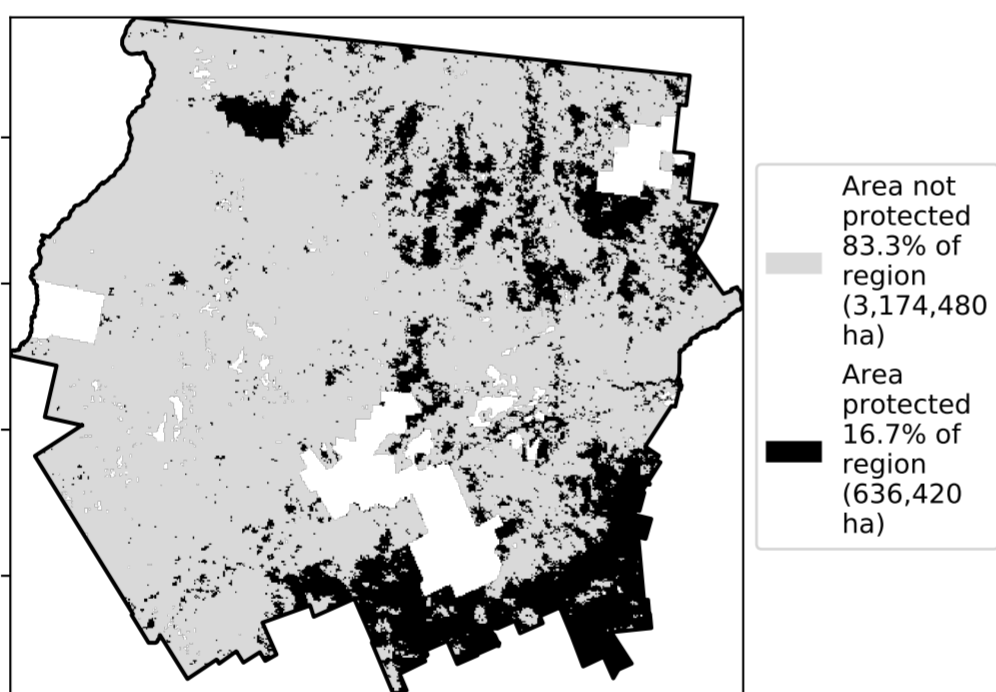 Area not
protected
83.3% of
region
(3,174,480
ha)
Area
protected
16.7% of
region
(636,420
ha)